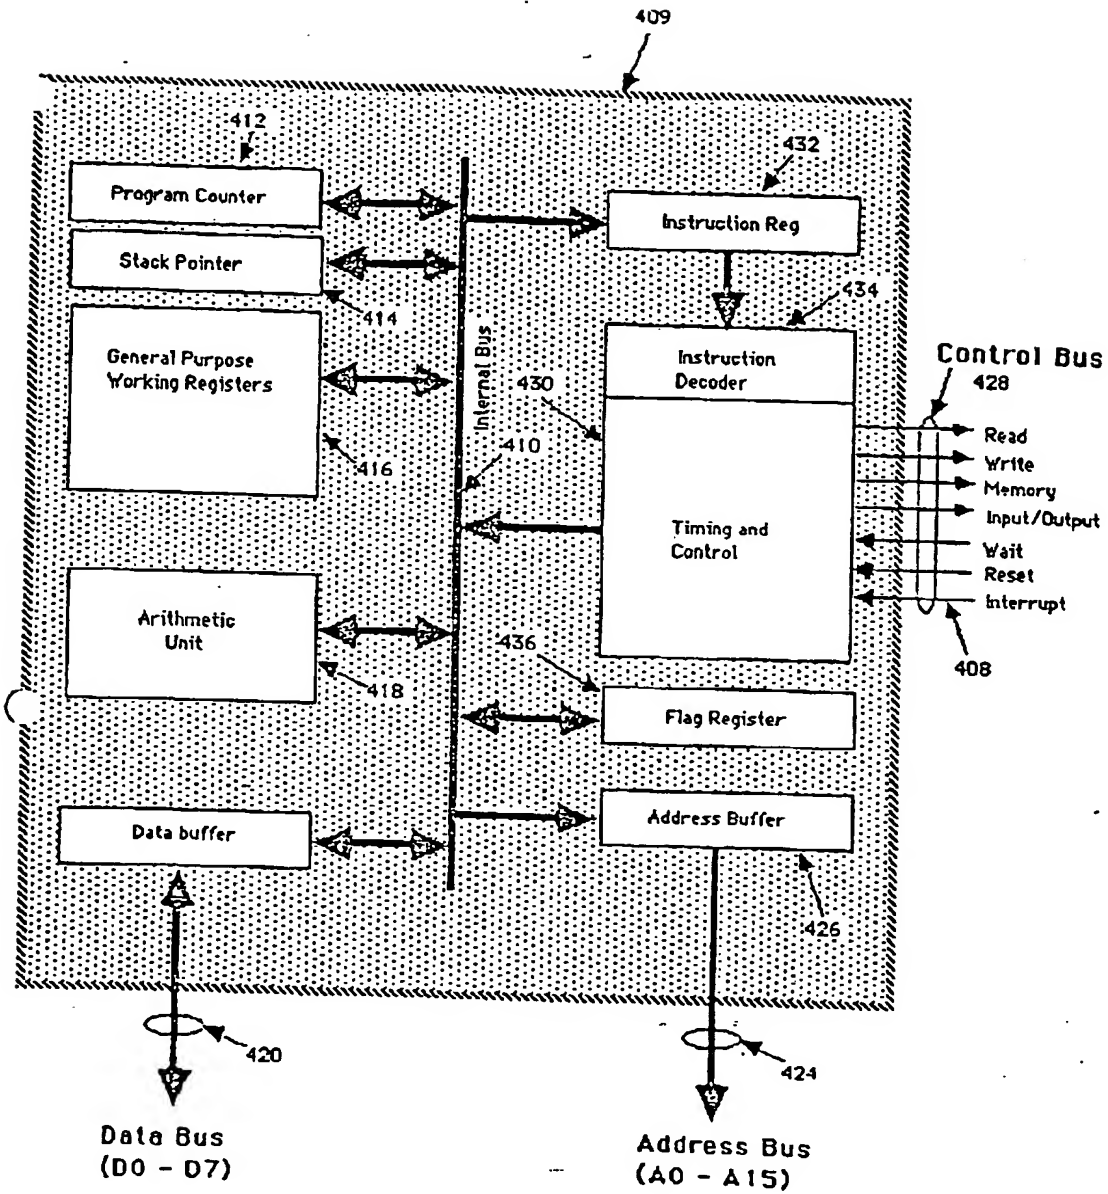 409
412
Program Counter
Stack Pointer
414
General Purpose
Working Registers
416
Arithmetic
Unit
418
Data buffer
420
Data Bus
(D0 - D7)
Internal Bus
410
432
Instruction Reg
434
Instruction
Decoder
430
Timing and
Control
436
Flag Register
Address Buffer
426
424
Address Bus
(A0 - A15)
Control Bus
428
Read
Write
Memory
Input/Output
Wait
Reset
Interrupt
408